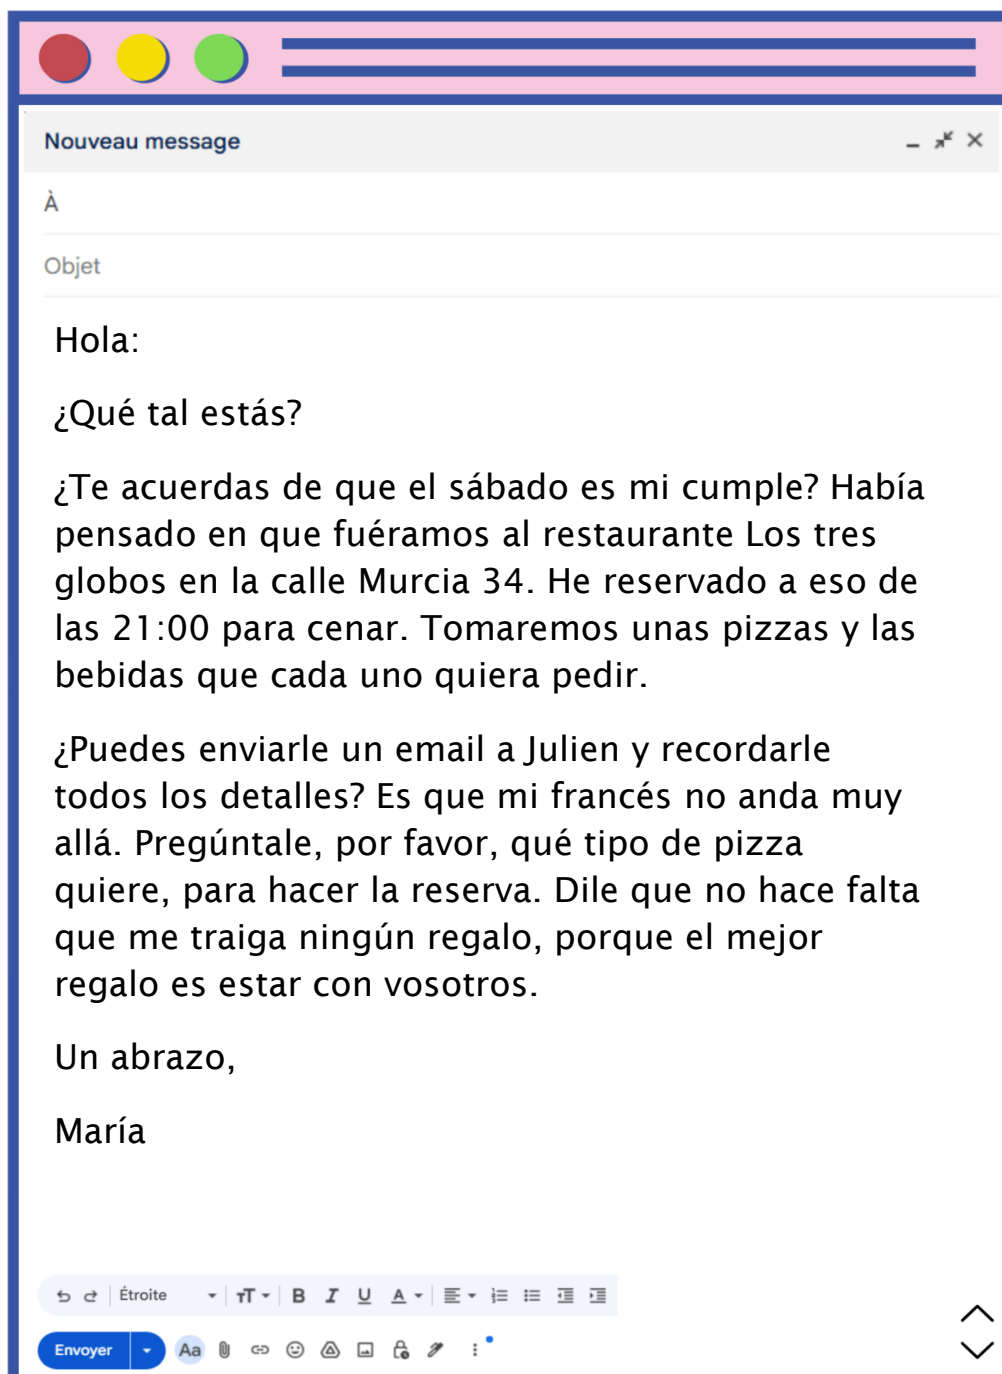 Nouveau message
À
Objet
Hola:
¿Qué tal estás?
¿Te acuerdas de que el sábado es mi cumple? Había
pensado en que fuéramos al restaurante Los tres
globos en la calle Murcia 34. He reservado a eso de
las 21:00 para cenar. Tomaremos unas pizzas y las
bebidas que cada uno quiera pedir.
¿Puedes enviarle un email a Julien y recordarle
todos los detalles? Es que mi francés no anda muy
allá. Pregúntale, por favor, qué tipo de pizza
quiere, para hacer la reserva. Dile que no hace falta
que me traiga ningún regalo, porque el mejor
regalo es estar con vosotros.
Un abrazo,
María
Étroite TT B I U A
Envoyer Aa